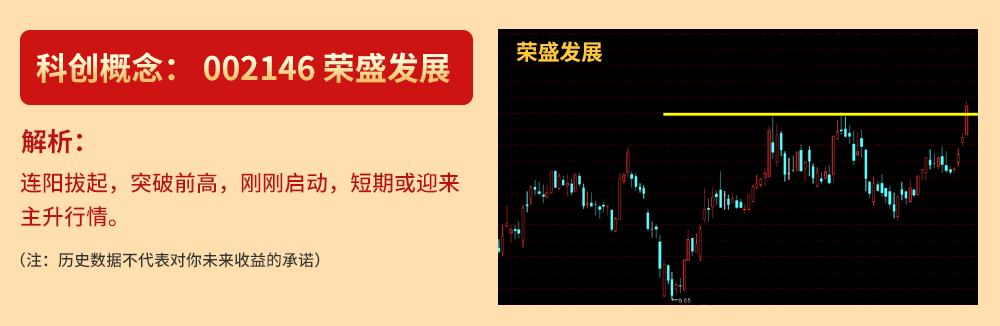 科创概念： 002146 荣盛发展
解析：
连阳拔起，突破前高，刚刚启动，短期或迎来
主升行情。
（注：历史数据不代表对你未来收益的承诺）
荣盛发展
6.65